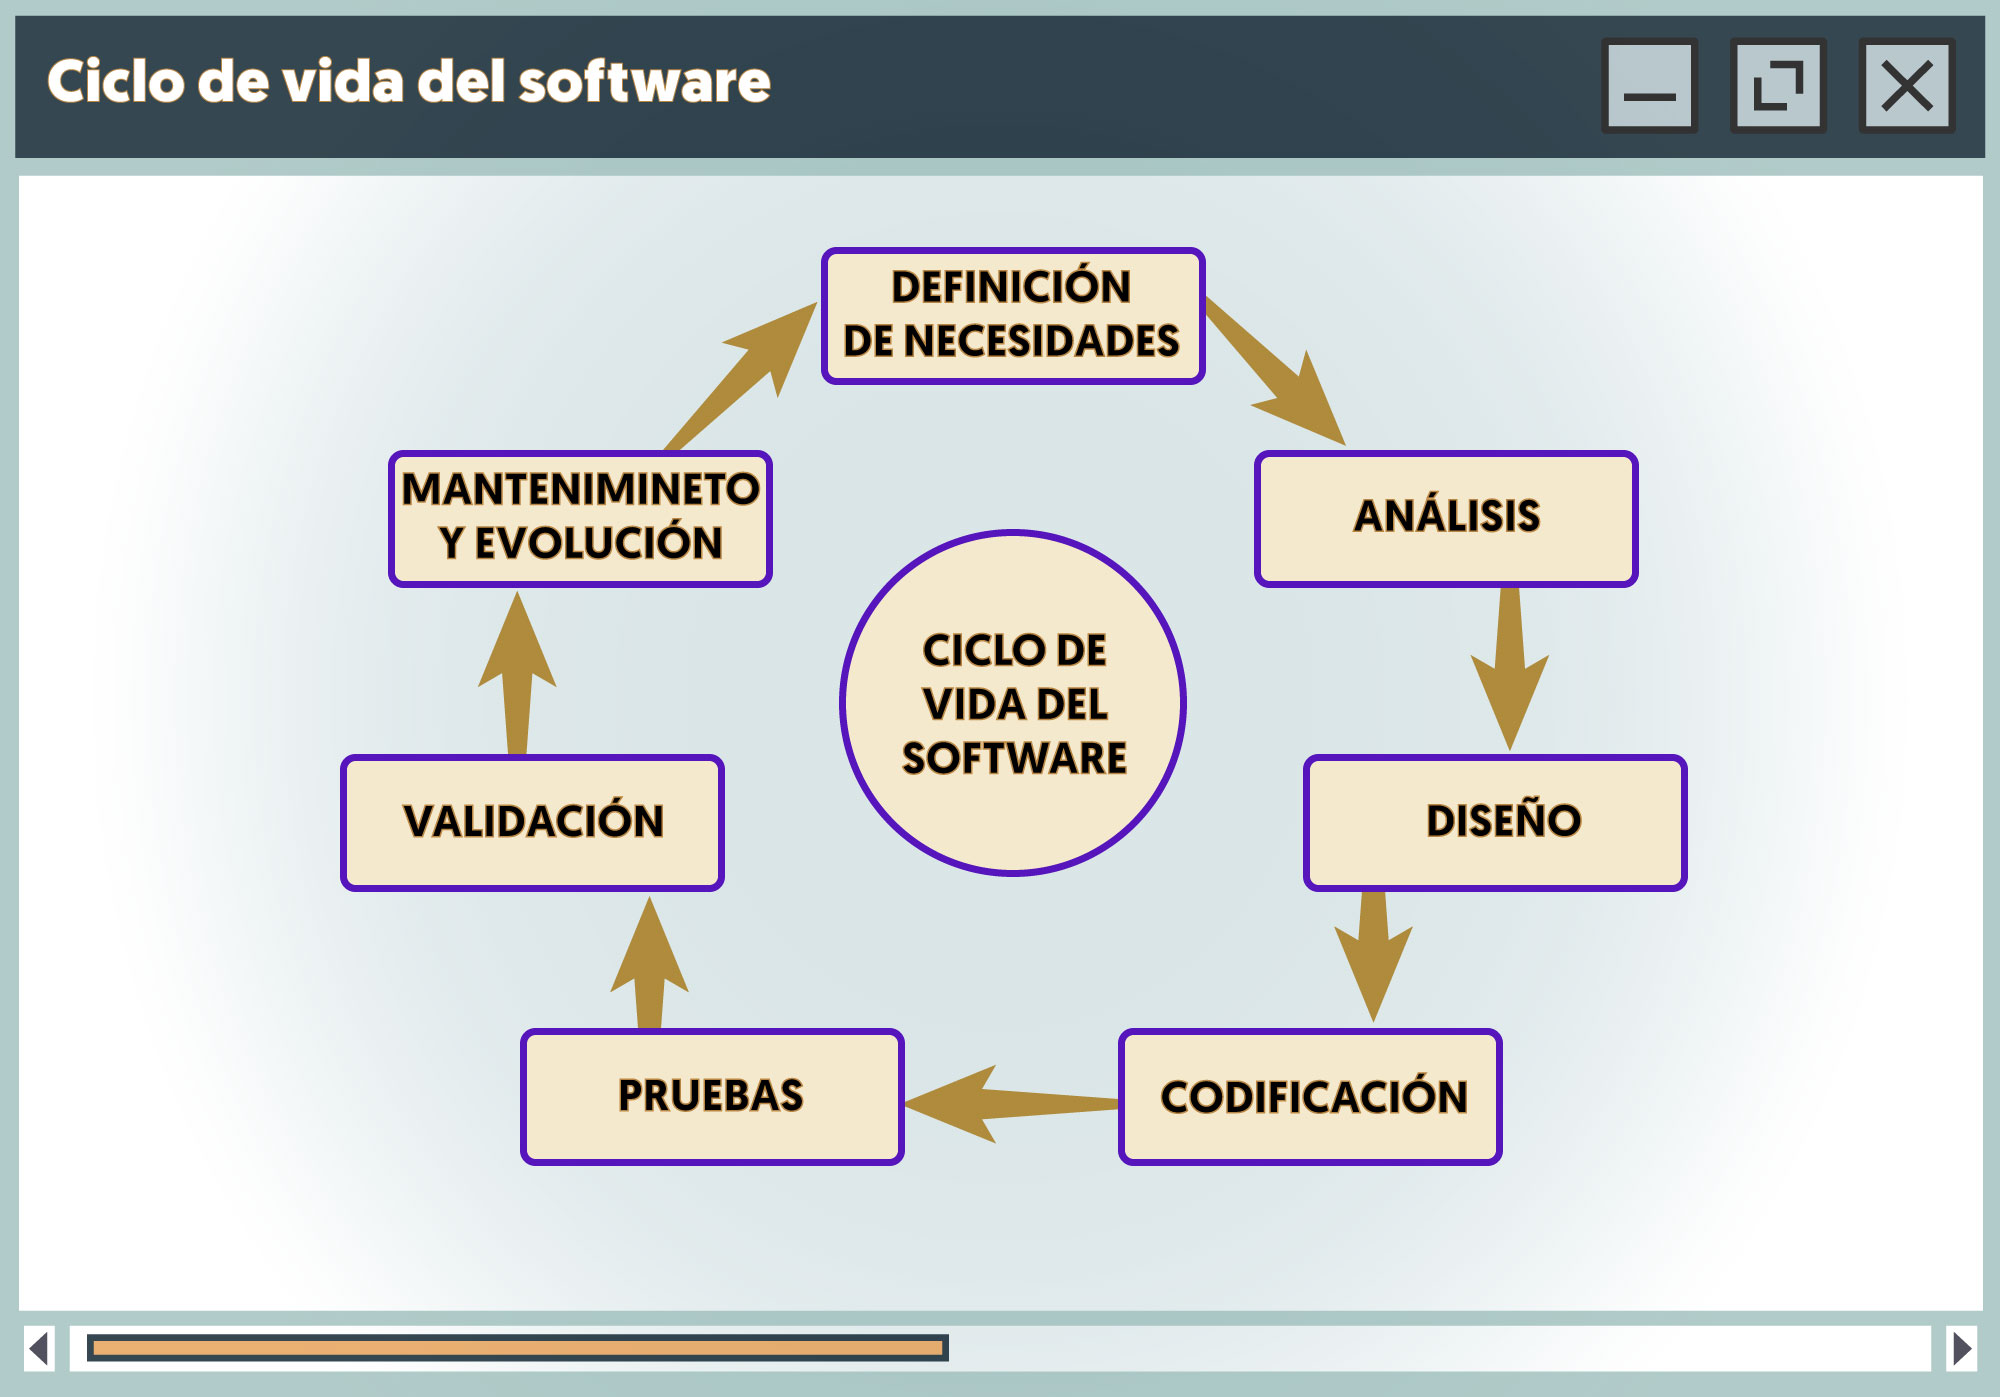 Ciclo de vida del software
DEFINICIÓN
DE NECESIDADES
ANÁLISIS
DISEÑO
CODIFICACIÓN
PRUEBAS
VALIDACIÓN
MANTENIMINETO
Y EVOLUCIÓN
CICLO DE
VIDA DEL
SOFTWARE